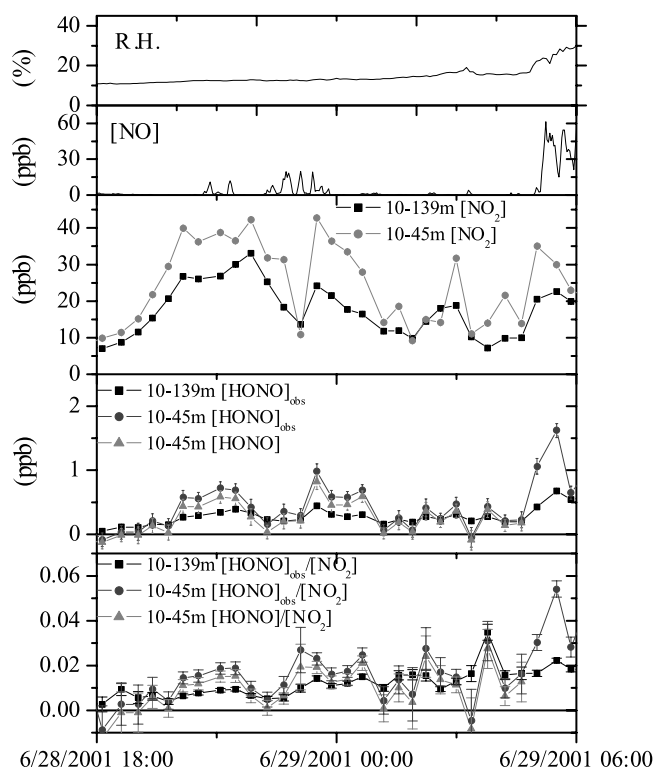 40
R.H.
20
(%)
0
60
[NO]
30
(ppb)
0
50
10-139m [NO2]
10-45m [NO2]
40
30
(ppb)
20
10
0
10-139m [HONO]obs
2
10-45m [HONO]obs
10-45m [HONO]
(ppb)
1
0
10-139m [HONO]obs/[NO2]
0.06
10-45m [HONO]obs/[NO2]
10-45m [HONO]/[NO2]
0.04
0.02
0.00
6/28/2001 18:00 6/29/2001 00:00 6/29/2001 06:00